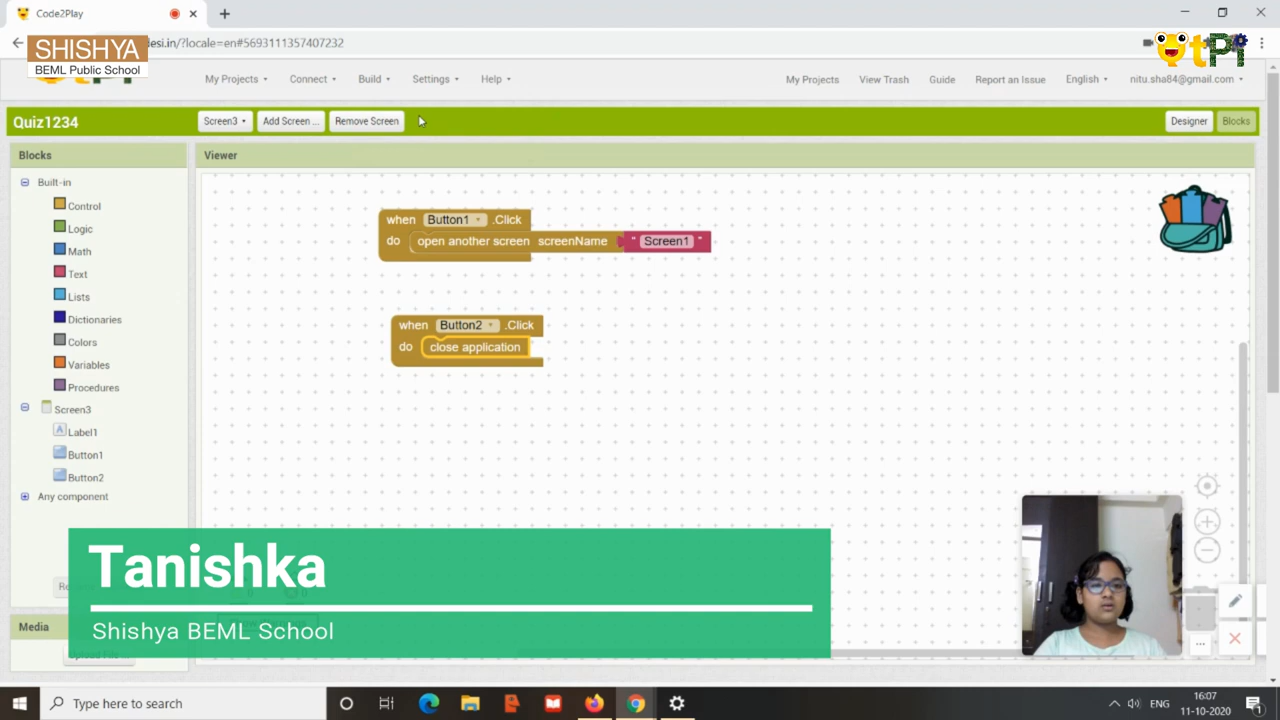 Code2Play
SHISHYA
BEML Public School
desi.in/?locale=en#5693111357407232
QtPi
My Projects Connect Build Settings Help My Projects View Trash Guide Report an Issue English nitu.sha84@gmail.com
Quiz1234 Screen3 Add Screen ... Remove Screen Designer Blocks
Blocks
Viewer
Built-in
Control
Logic
Math
Text
Lists
Dictionaries
Colors
Variables
Procedures
Screen3
Label1
Button1
Button2
Any component
when Button1 .Click
do open another screen screenName " Screen1 "
when Button2 .Click
do close application
Tanishka
Shishya BEML School
Media
Type here to search
ENG
16:07
11-10-2020
1